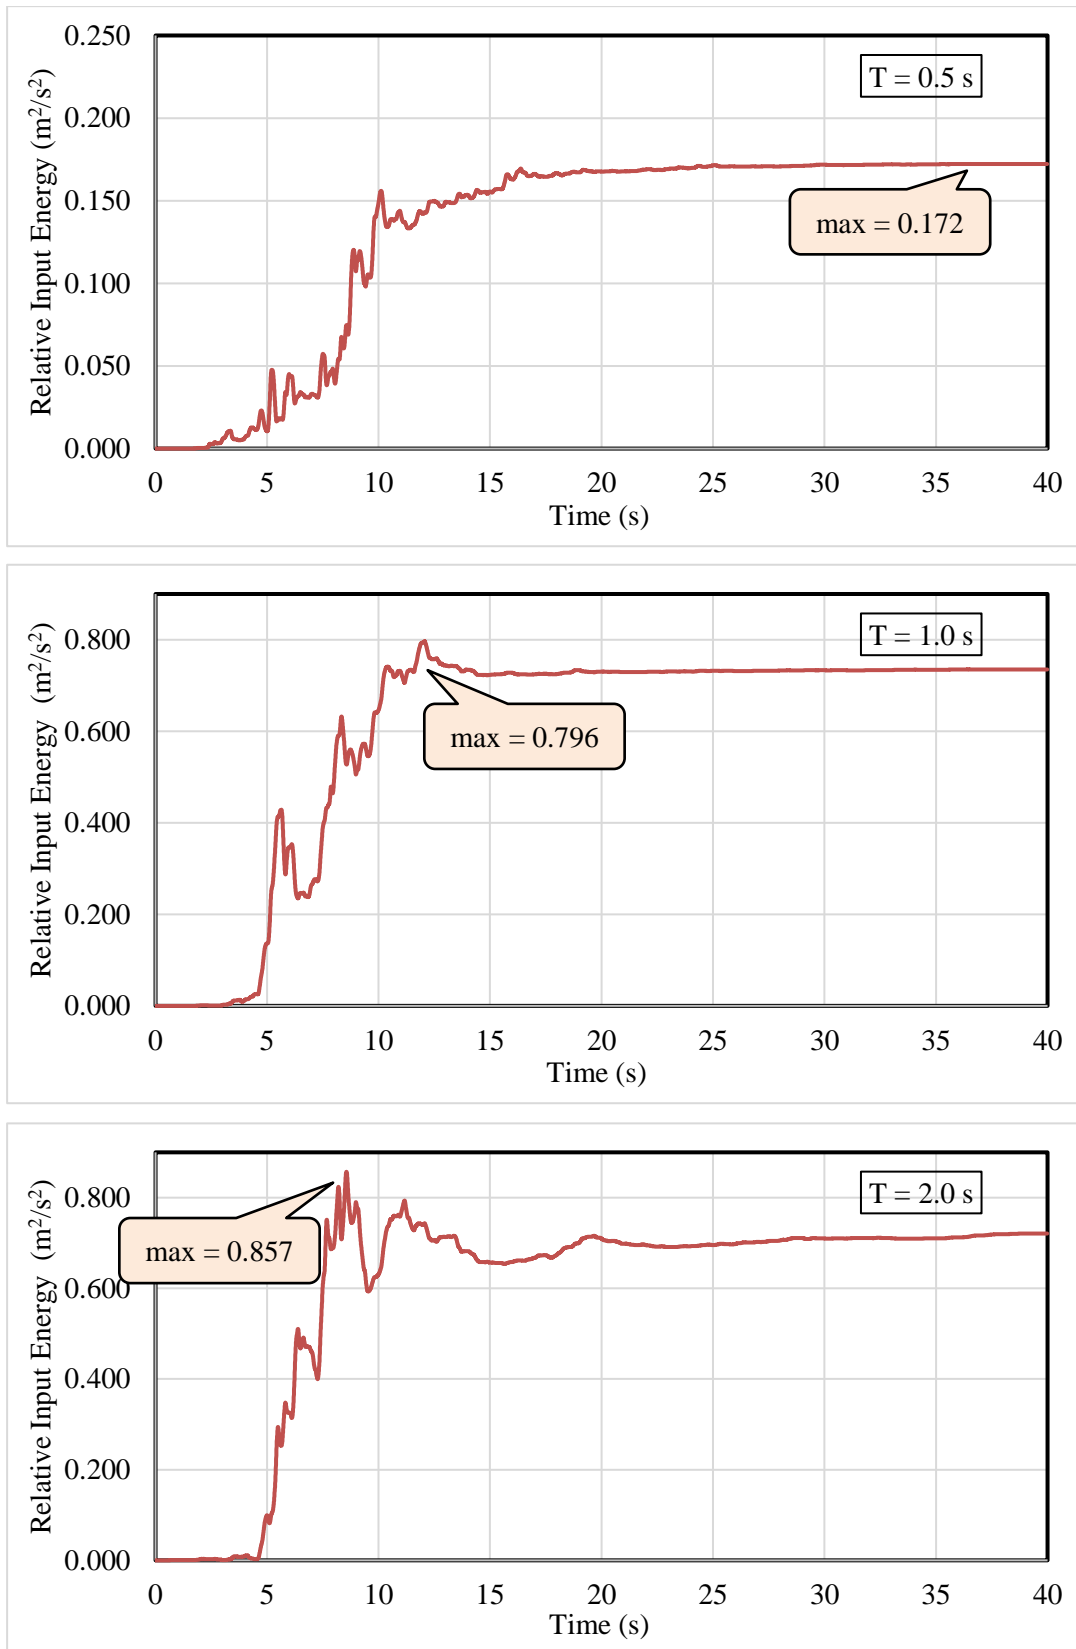 Relative Input Energy (m²/s²)
0.250
0.200
0.150
0.100
0.050
0.000
T = 0.5 s
max = 0.172
0 5 10 15 20 25 30 35 40
Time (s)
Relative Input Energy (m²/s²)
0.800
0.600
0.400
0.200
0.000
T = 1.0 s
max = 0.796
0 5 10 15 20 25 30 35 40
Time (s)
Relative Input Energy (m²/s²)
0.800
0.600
0.400
0.200
0.000
T = 2.0 s
max = 0.857
0 5 10 15 20 25 30 35 40
Time (s)